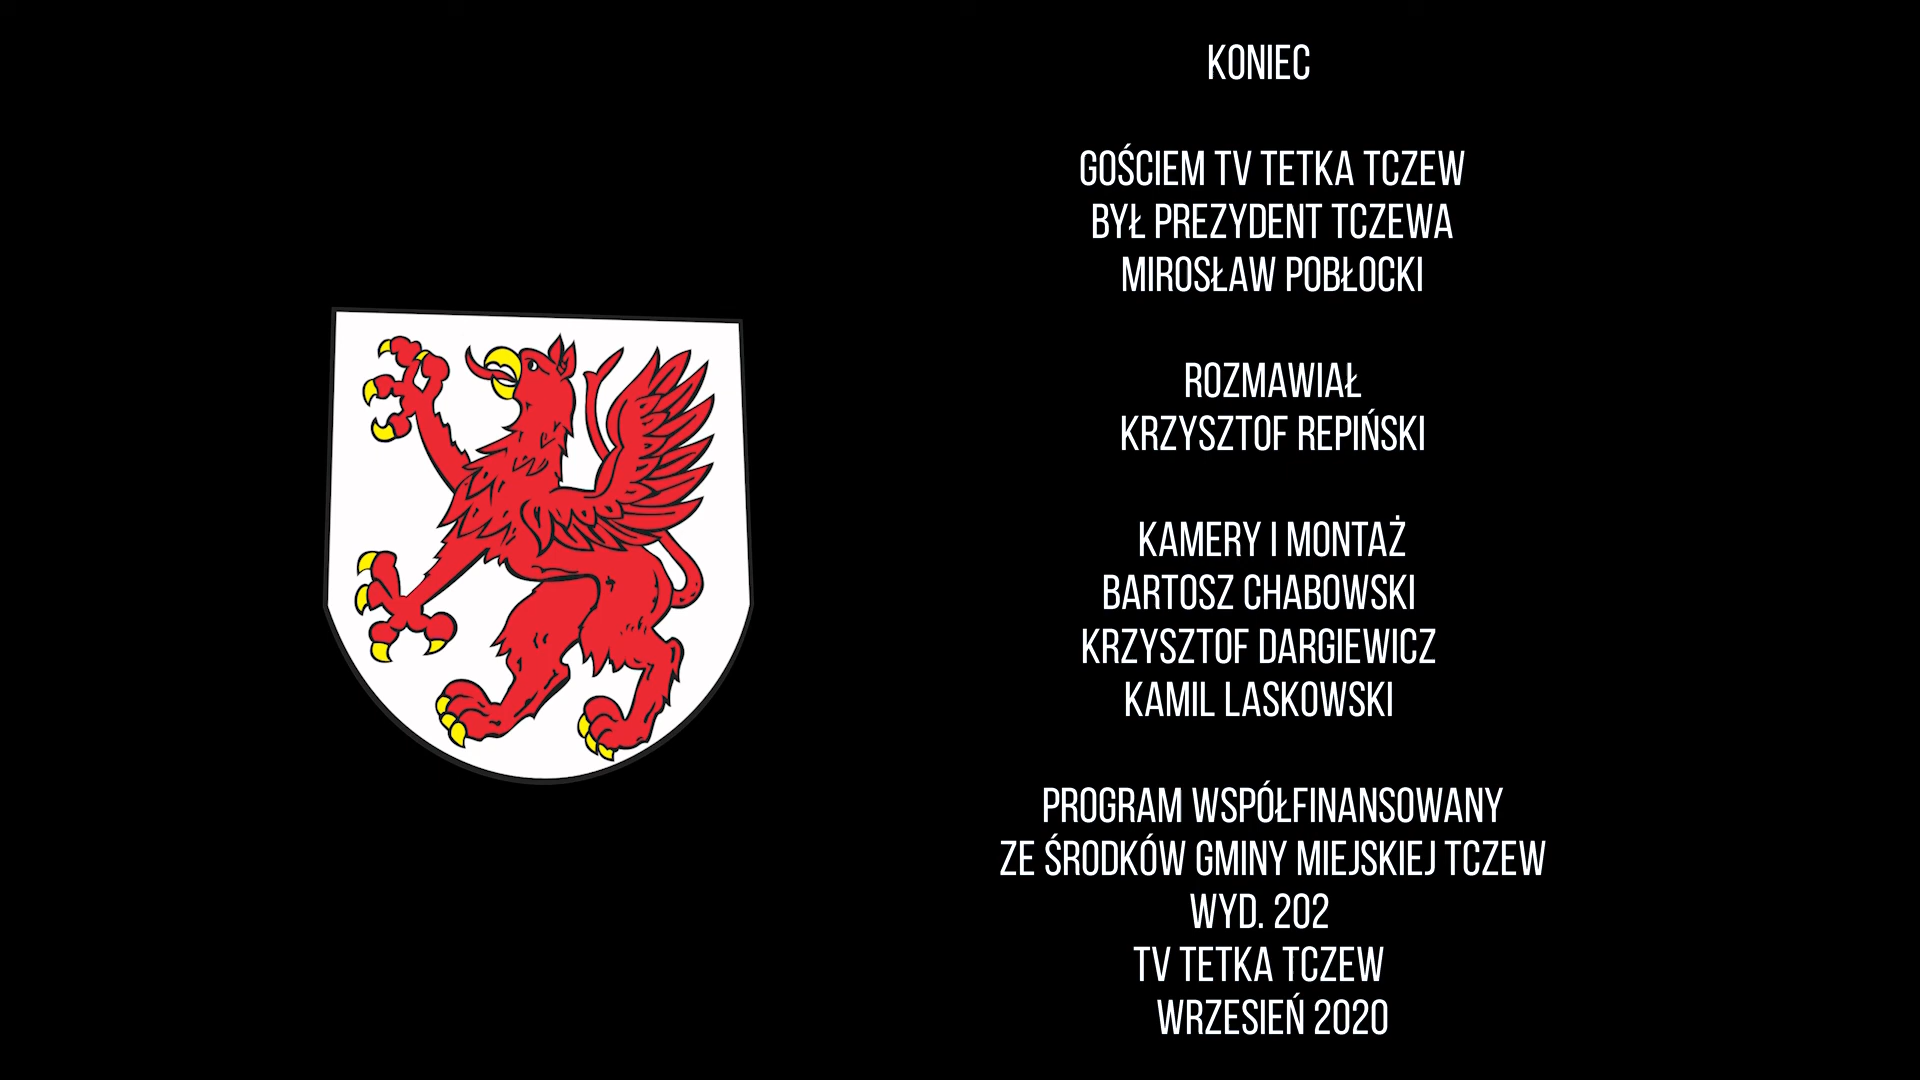 KONIEC
GOŚCIEM TV TETKA TCZEW
BYŁ PREZYDENT TCZEWA
MIROSŁAW POBŁOCKI
ROZMAWIAŁ
KRZYSZTOF REPIŃSKI
KAMERY I MONTAŻ
BARTOSZ CHABOWSKI
KRZYSZTOF DARGIEWICZ
KAMIL LASKOWSKI
PROGRAM WSPÓŁFINANSOWANY
ZE ŚRODKÓW GMINY MIEJSKIEJ TCZEW
WYD. 202
TV TETKA TCZEW
WRZESIEŃ 2020